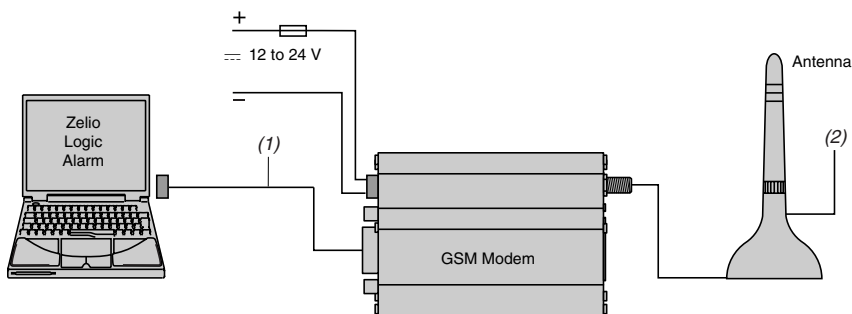 +
⎓ 12 to 24 V
–
Antenna
Zelio
Logic
Alarm
(1)
(2)
GSM Modem